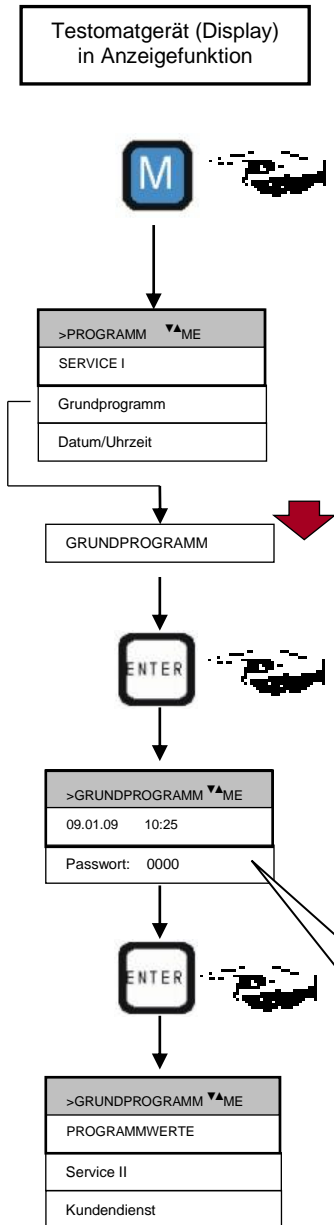 Testomatgerät (Display)
in Anzeigefunktion
M
>PROGRAMM ▼▲ME
SERVICE I
Grundprogramm
Datum/Uhrzeit
GRUNDPROGRAMM
ENTER
>GRUNDPROGRAMM ▼▲ME
09.01.09 10:25
Passwort: 0000
ENTER
>GRUNDPROGRAMM ▼▲ME
PROGRAMMWERTE
Service II
Kundendienst